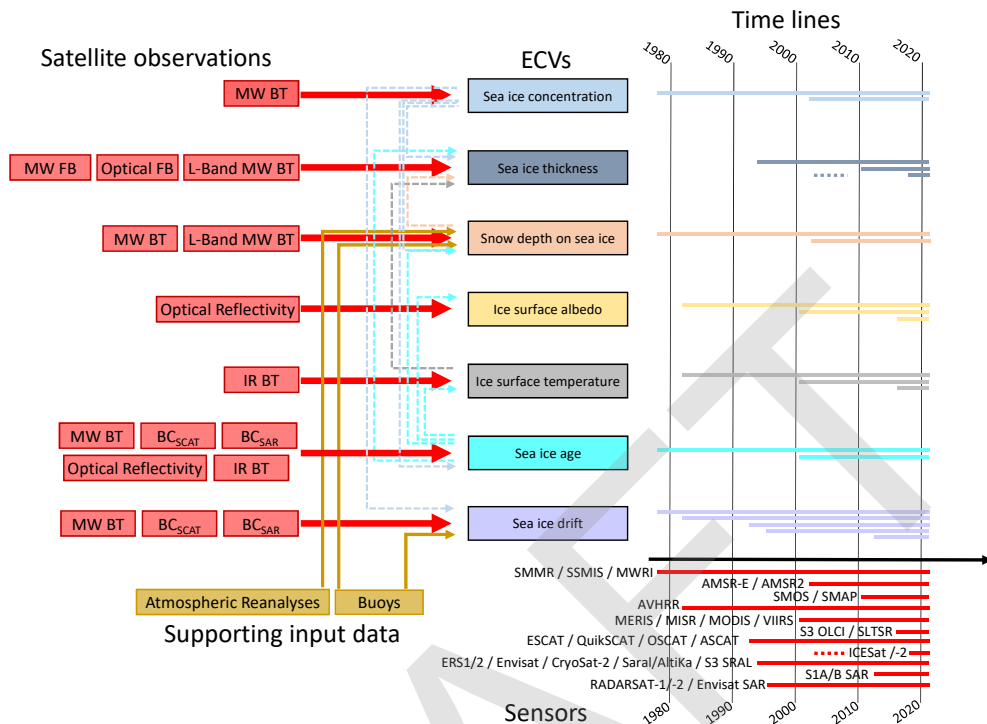 Time lines
1980 1990 2000 2010 2020
Satellite observations
ECVs
MW BT
Sea ice concentration
MW FB Optical FB L-Band MW BT
Sea ice thickness
MW BT L-Band MW BT
Snow depth on sea ice
Optical Reflectivity
Ice surface albedo
IR BT
Ice surface temperature
MW BT BCSCAT BCSAR
Optical Reflectivity IR BT
Sea ice age
MW BT BCSCAT BCSAR
Sea ice drift
Atmospheric Reanalyses Buoys
Supporting input data
SMMR / SSMIS / MWRI
AMSR-E / AMSR2
SMOS / SMAP
AVHRR
MERIS / MISR / MODIS / VIIRS
S3 OLCI / SLTSR
ESCAT / QuikSCAT / OSCAT / ASCAT
ICESat /-2
ERS1/2 / Envisat / CryoSat-2 / Saral/AltiKa / S3 SRAL
S1A/B SAR
RADARSAT-1/-2 / Envisat SAR
Sensors
1980 1990 2000 2010 2020
AFT